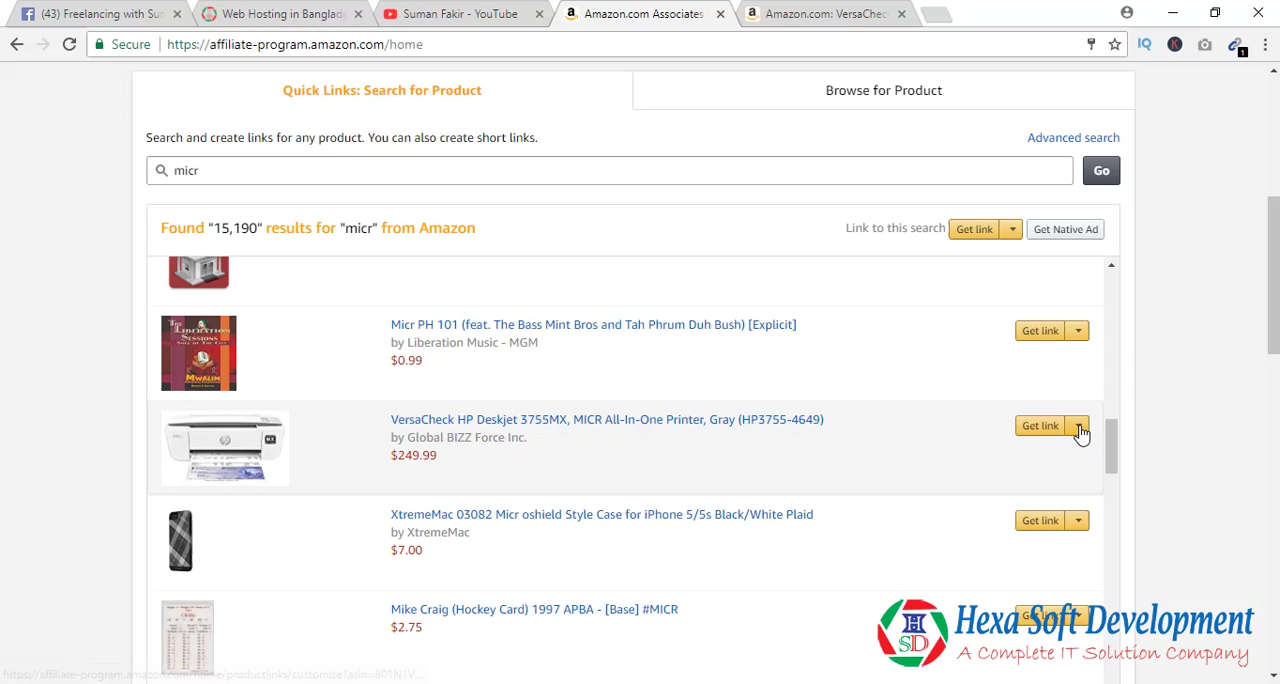 (43) Freelancing with Sun
Web Hosting in Banglad
Suman Fakir - YouTube
Amazon.com Associates
Amazon.com: VersaChec
Secure
https://affiliate-program.amazon.com/home
IQ
K
1
Quick Links: Search for Product
Browse for Product
Search and create links for any product. You can also create short links.
Advanced search
micr
Go
Found "15,190" results for "micr" from Amazon
Link to this search
Get link
Get Native Ad
Micr PH 101 (feat. The Bass Mint Bros and Tah Phrum Duh Bush) [Explicit]
by Liberation Music - MGM
$0.99
Get link
VersaCheck HP Deskjet 3755MX, MICR All-In-One Printer, Gray (HP3755-4649)
by Global BIZZ Force Inc.
$249.99
Get link
XtremeMac 03082 Micr oshield Style Case for iPhone 5/5s Black/White Plaid
by XtremeMac
$7.00
Get link
Mike Craig (Hockey Card) 1997 APBA - [Base] #MICR
$2.75
HSD
Hexa Soft Development
A Complete IT Solution Company